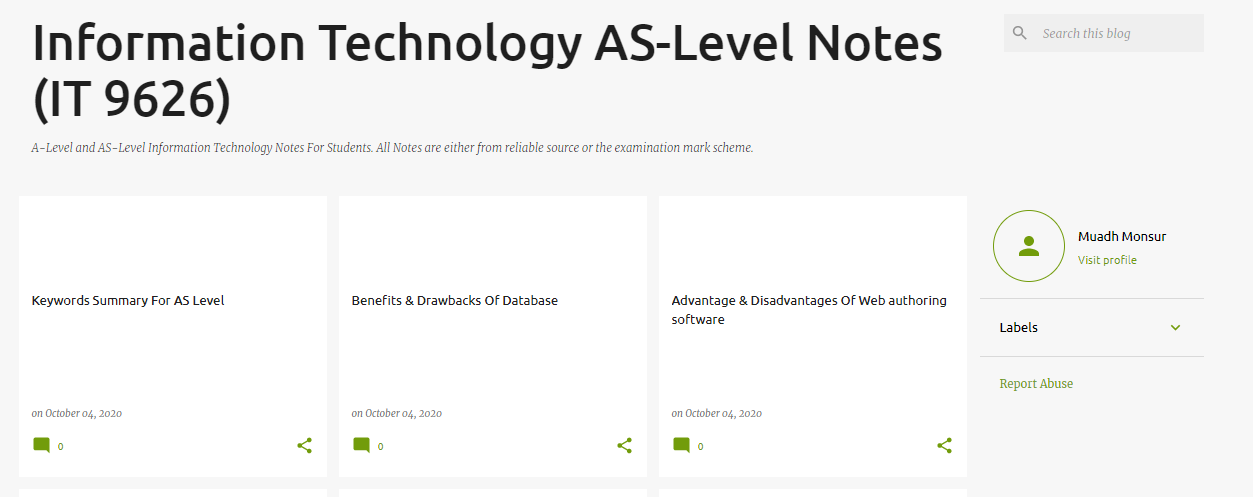 Information Technology AS-Level Notes
(IT 9626)
Search this blog
A-Level and AS-Level Information Technology Notes For Students. All Notes are either from reliable source or the examination mark scheme.
Keywords Summary For AS Level
on October 04, 2020
0
Benefits & Drawbacks Of Database
on October 04, 2020
0
Advantage & Disadvantages Of Web authoring
software
on October 04, 2020
0
Muadh Monsur
Visit profile
Labels
Report Abuse